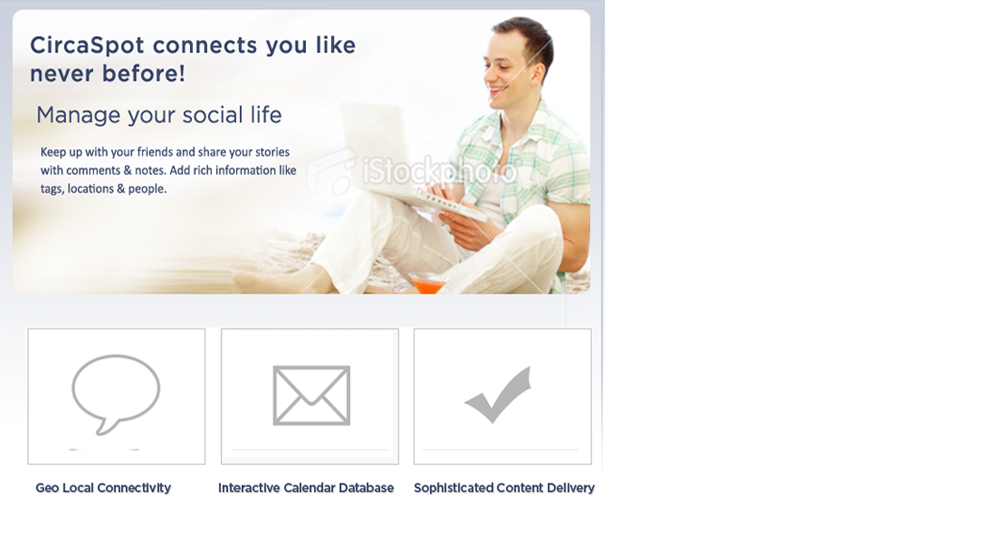 CircaSpot connects you like
never before!
Manage your social life
Keep up with your friends and share your stories
with comments & notes. Add rich information like
tags, locations & people.
iStockphoto
Geo Local Connectivity
Interactive Calendar Database
Sophisticated Content Delivery